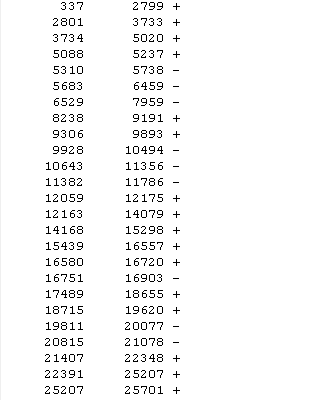 337 2799 +
2801 3733 +
3734 5020 +
5088 5237 +
5310 5738 -
5683 6459 -
6529 7959 -
8238 9191 +
9306 9893 +
9928 10494 -
10643 11356 -
11382 11786 -
12059 12175 +
12163 14079 +
14168 15298 +
15439 16557 +
16580 16720 +
16751 16903 -
17489 18655 +
18715 19620 +
19811 20077 -
20815 21078 -
21407 22348 +
22391 25207 +
25207 25701 +